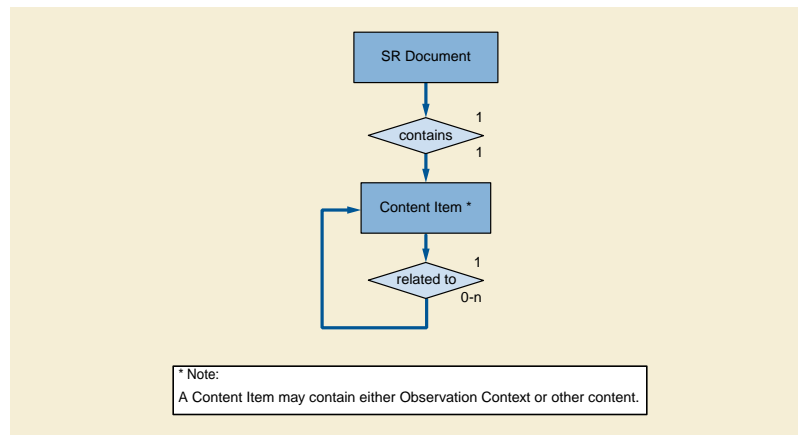 SR Document
1
contains
1
Content Item *
1
related to
0-n
* Note:
A Content Item may contain either Observation Context or other content.